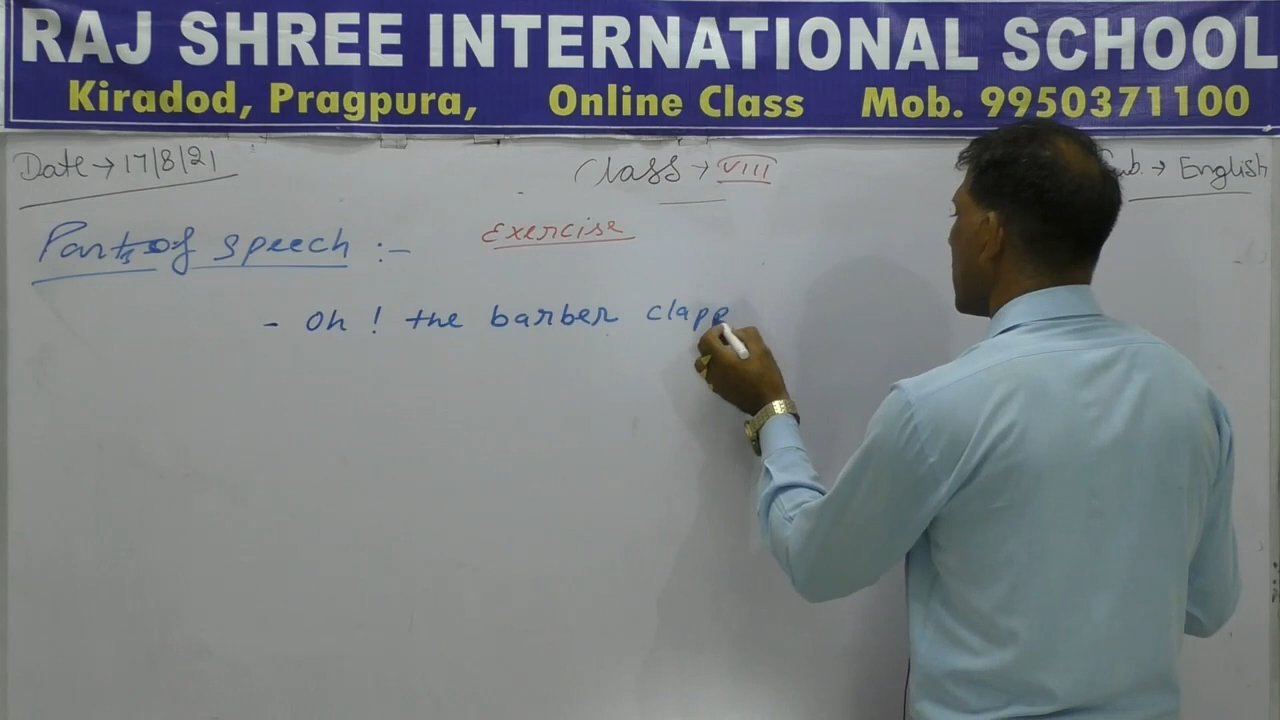 RAJ SHREE INTERNATIONAL SCHOOL
Kiradod, Pragpura, Online Class Mob. 9950371100
Date → 17/8/21 Class → VIII ub. → English
Parts of speech :- Exercise
- Oh ! the barber clapp